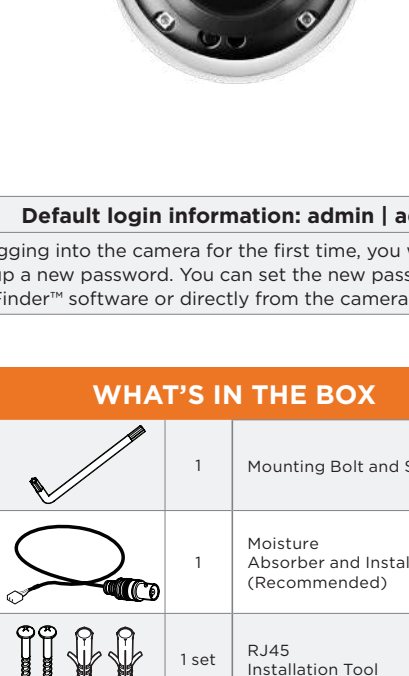 Default login information: admin |
gging into the camera for the first time, you
up a new password. You can set the new
Finder™ software or directly from the camera
WHAT'S IN THE BOX
1
Mounting Bolt and
1
Moisture
Absorber and
(Recommended)
1 set
RJ45
Installation Tool